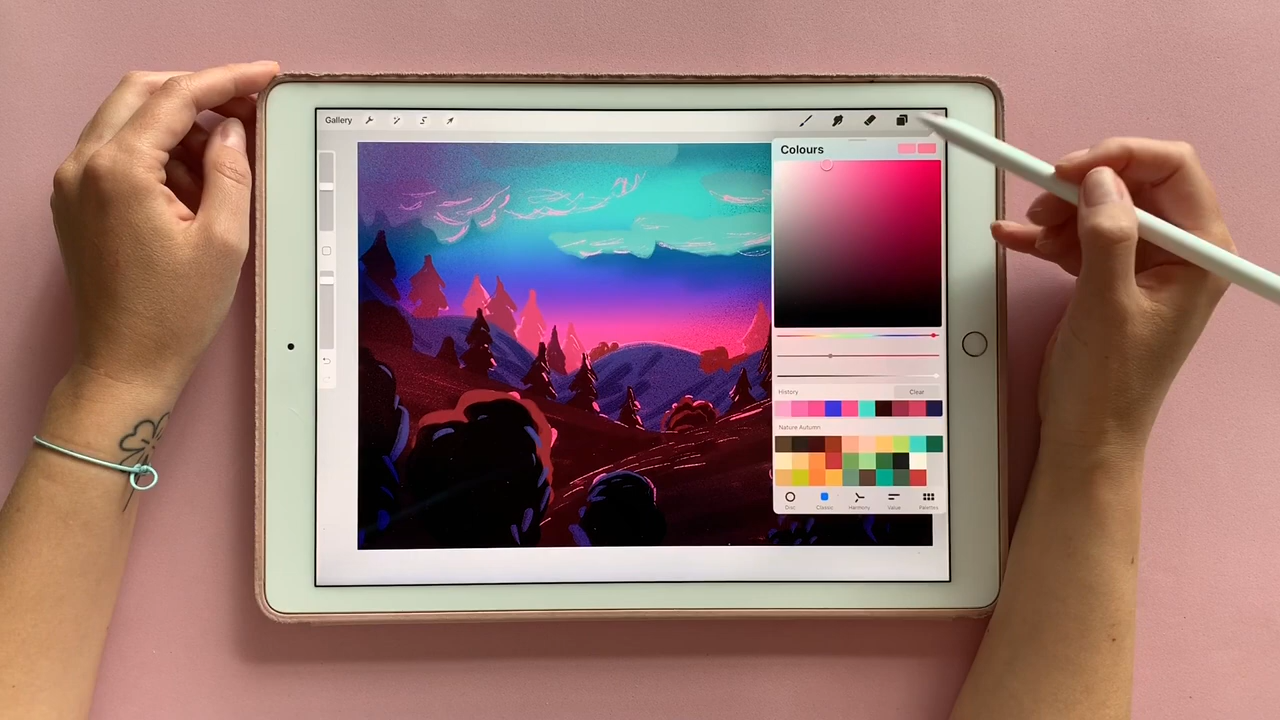 Gallery
Colours
History
Clear
Nature Autumn
Disc
Classic
Harmony
Value
Palettes